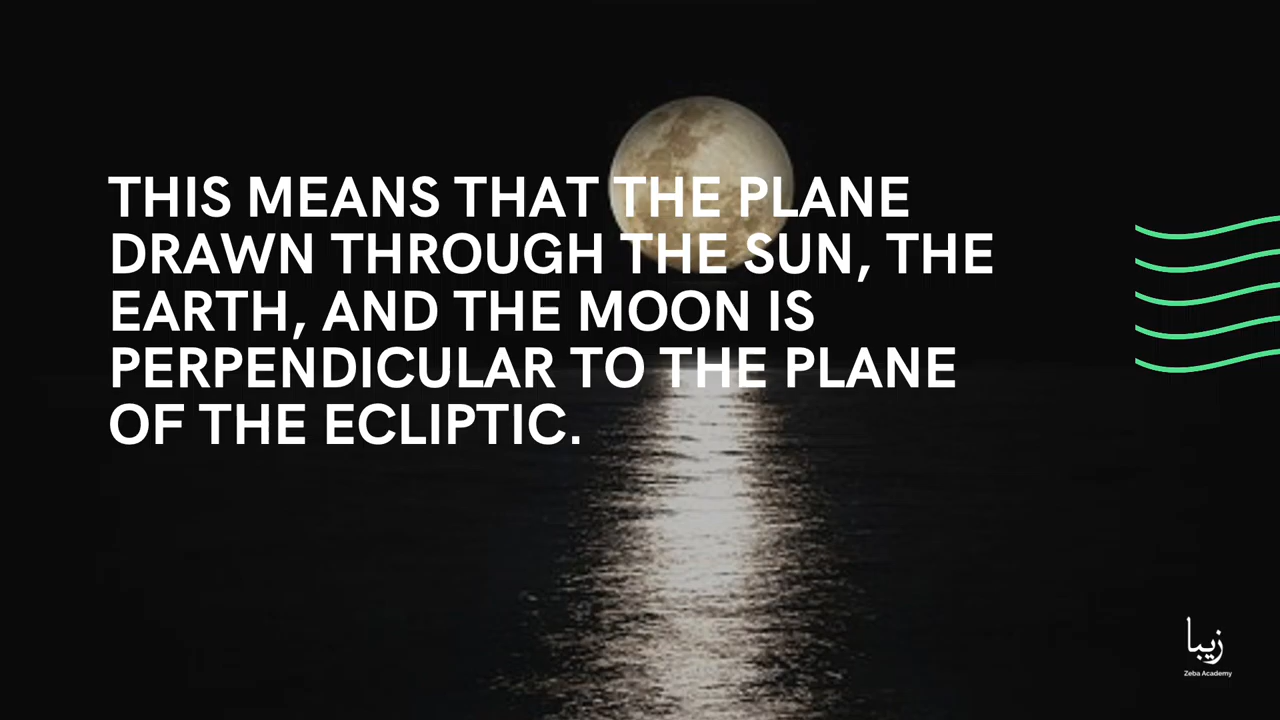 THIS MEANS THAT THE PLANE
DRAWN THROUGH THE SUN, THE
EARTH, AND THE MOON IS
PERPENDICULAR TO THE PLANE
OF THE ECLIPTIC.
زيبا
Zeba Academy